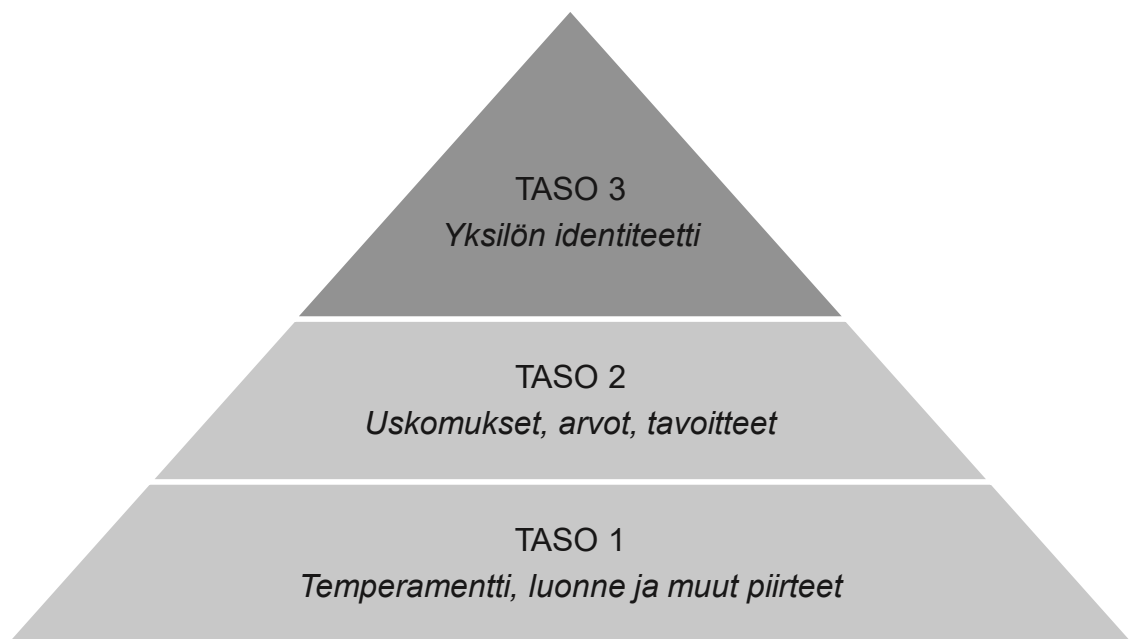 TASO 3
Yksilön identiteetti
TASO 2
Uskomukset, arvot, tavoitteet
TASO 1
Temperamentti, luonne ja muut piirteet